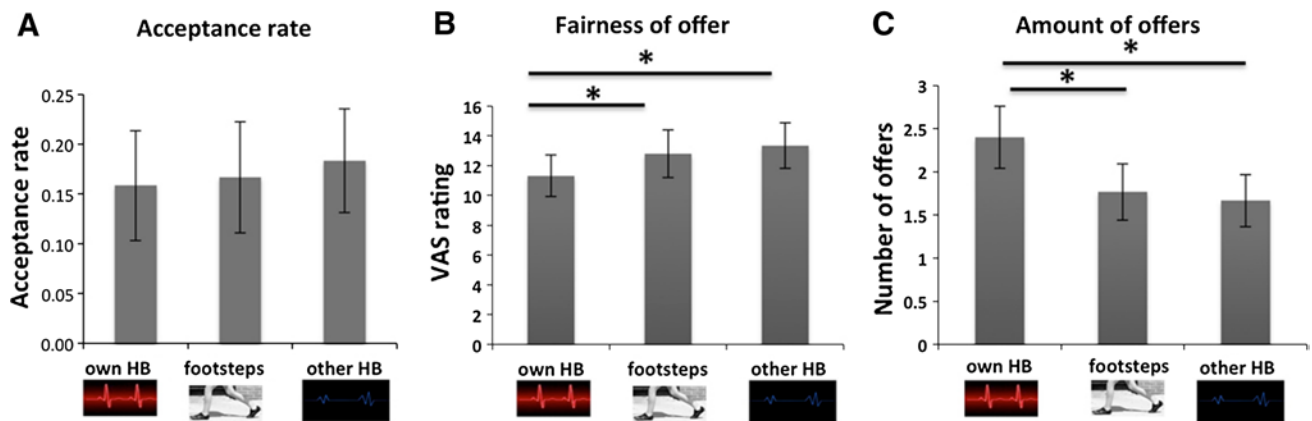 A
Acceptance rate
Acceptance rate
0.25
0.20
0.15
0.10
0.05
0.00
own HB
footsteps
other HB
B
Fairness of offer
*
*
VAS rating
16
14
12
10
8
6
4
2
0
own HB
footsteps
other HB
C
Amount of offers
*
*
Number of offers
3
2.5
2
1.5
1
0.5
0
own HB
footsteps
other HB